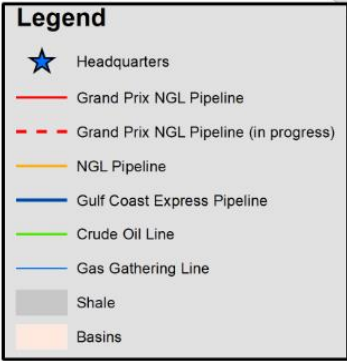 Legend
Headquarters
Grand Prix NGL Pipeline
Grand Prix NGL Pipeline (in progress)
NGL Pipeline
Gulf Coast Express Pipeline
Crude Oil Line
Gas Gathering Line
Shale
Basins